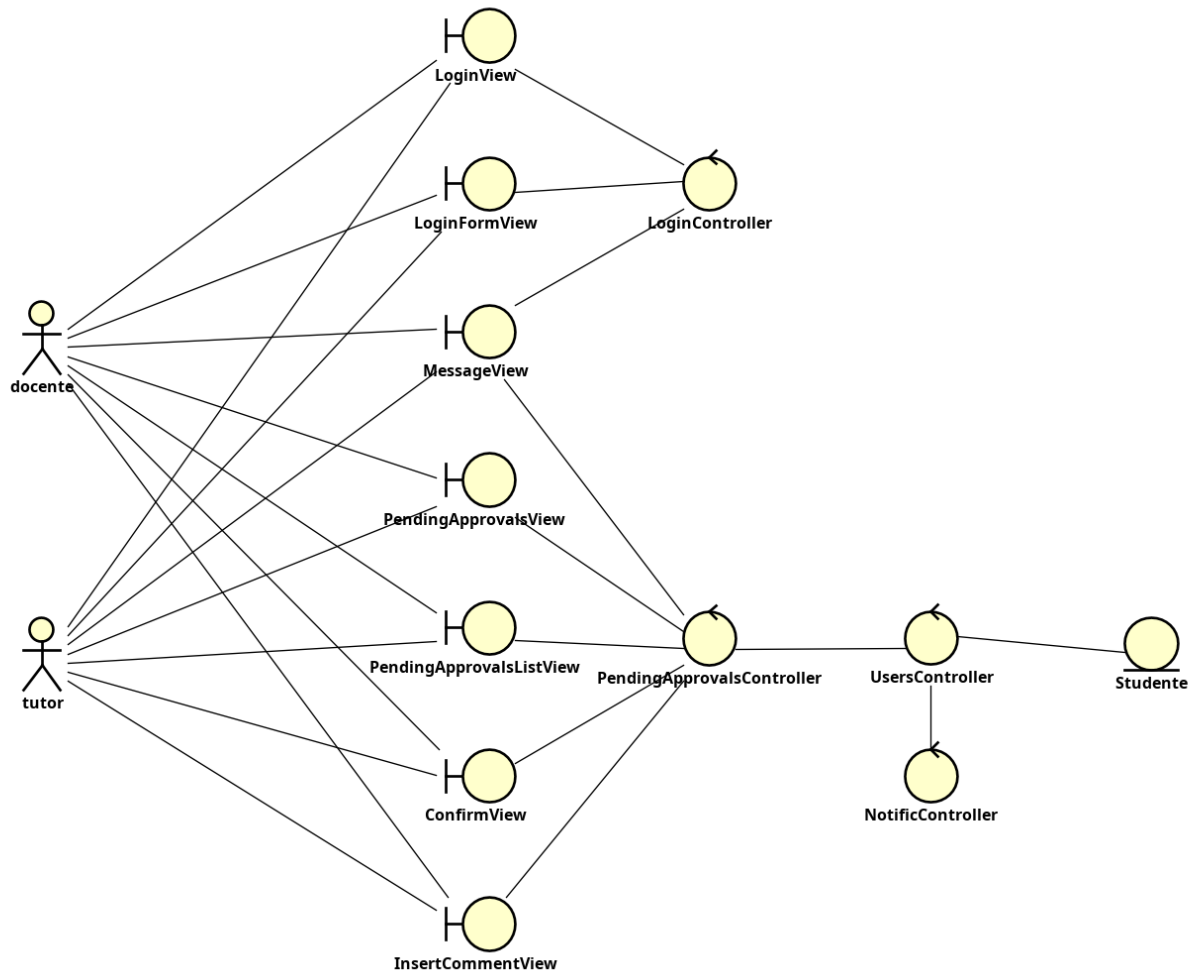 LoginView
LoginFormView
LoginController
MessageView
docente
PendingApprovalsView
PendingApprovalsListView
PendingApprovalsController
UsersController
Studente
tutor
ConfirmView
NotificController
InsertCommentView